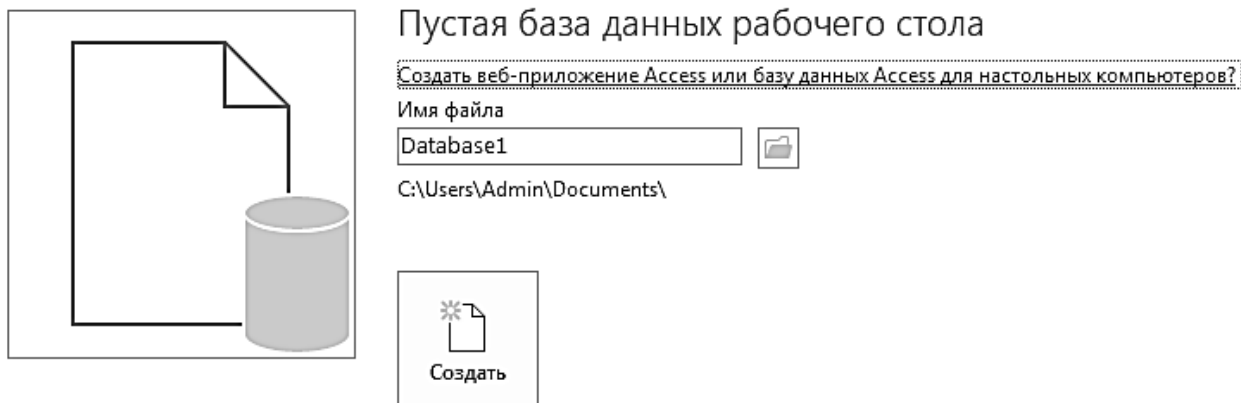 Пустая база данных рабочего стола
Создать веб-приложение Access или базу данных Access для настольных компьютеров?
Имя файла
Database1
C:\Users\Admin\Documents\
Создать